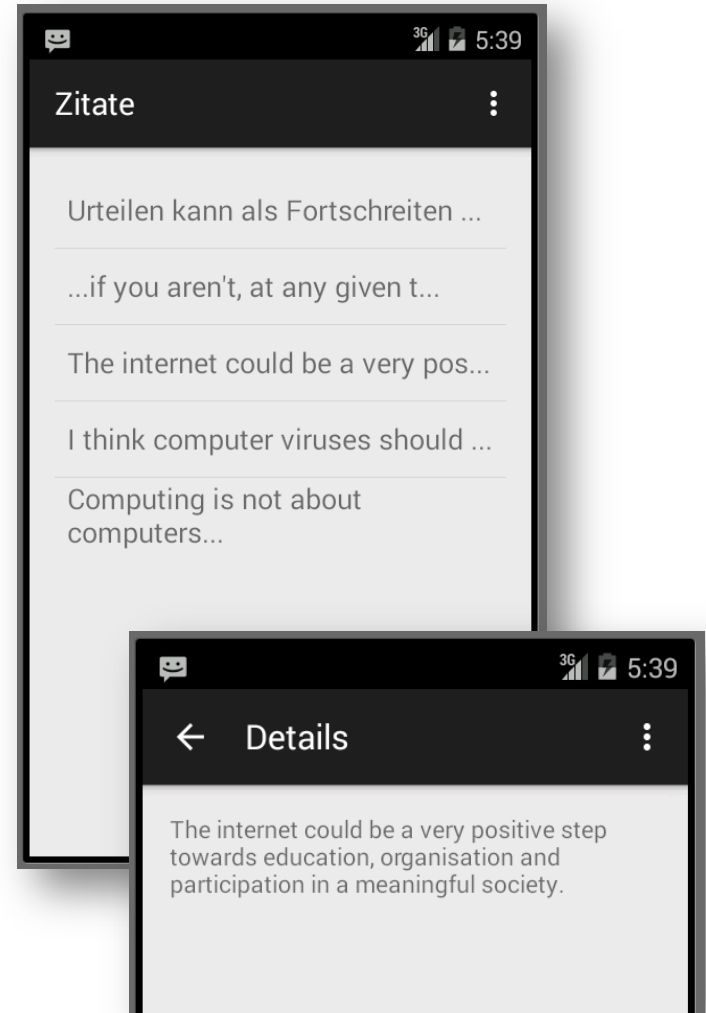 3G 5:39
Zitate
Urteilen kann als Fortschreiten ...
...if you aren't, at any given t...
The internet could be a very pos...
I think computer viruses should ...
Computing is not about
computers...
3G 5:39
Details
The internet could be a very positive step
towards education, organisation and
participation in a meaningful society.